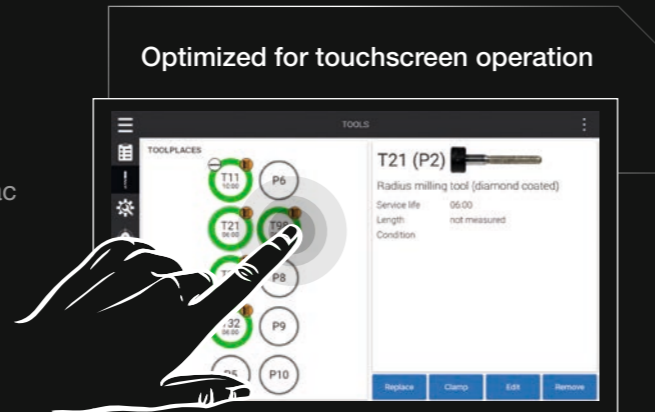 Optimized for touchscreen operation
TOOLS
TOOLPLACES
T11
10:00
P6
T21
06:00
P8
06:00
P9
P10
T21 (P2)
Radius milling tool (diamond coated)
Service life 06:00
Length not measured
Condition
Replace
Clamp
Edit
Remove